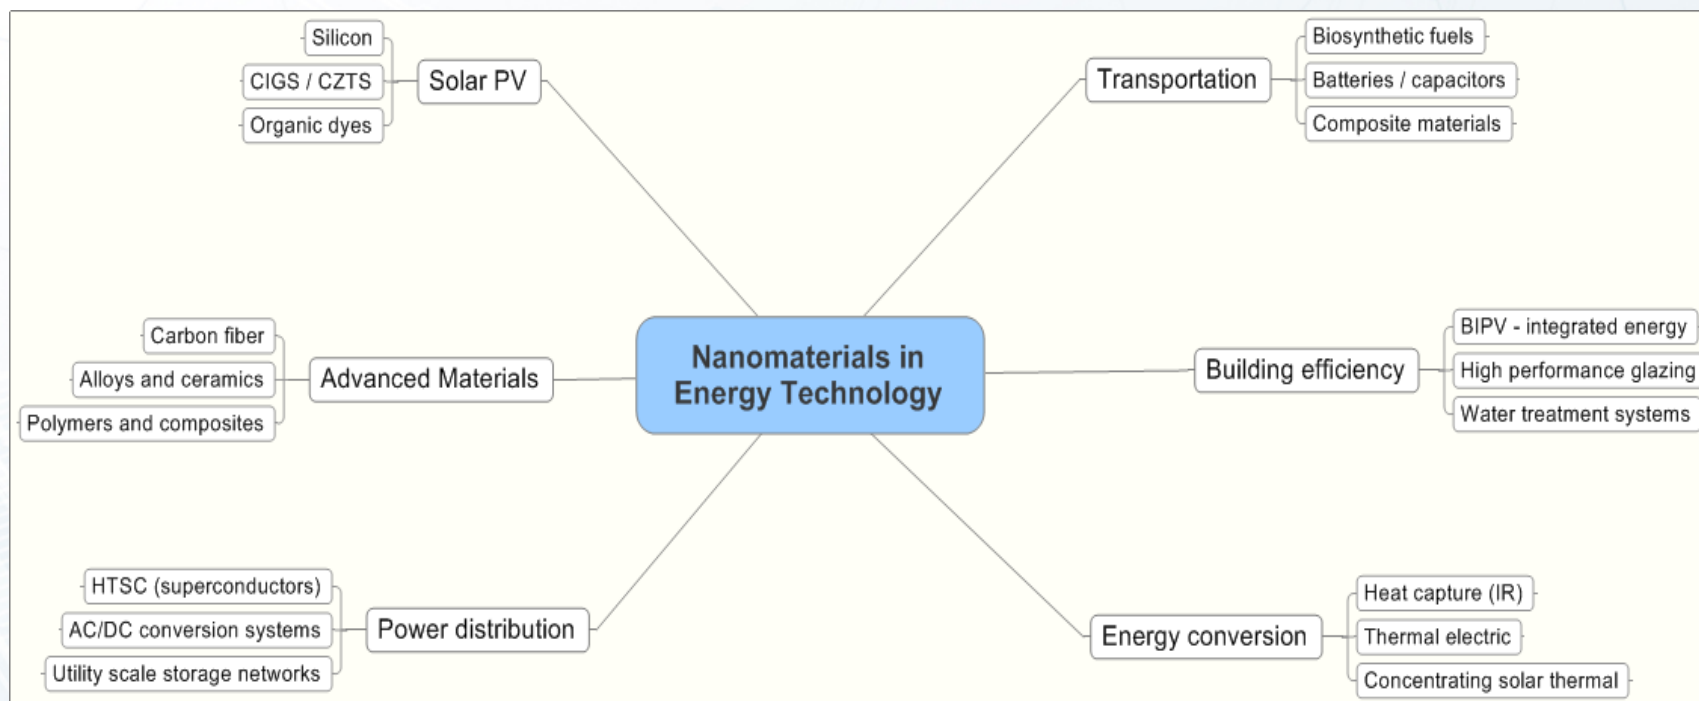 Silicon
CIGS / CZTS
Organic dyes
Solar PV
Transportation
Biosynthetic fuels
Batteries / capacitors
Composite materials
Carbon fiber
Alloys and ceramics
Polymers and composites
Advanced Materials
Nanomaterials in
Energy Technology
Building efficiency
BIPV - integrated energy
High performance glazing
Water treatment systems
HTSC (superconductors)
AC/DC conversion systems
Utility scale storage networks
Power distribution
Energy conversion
Heat capture (IR)
Thermal electric
Concentrating solar thermal